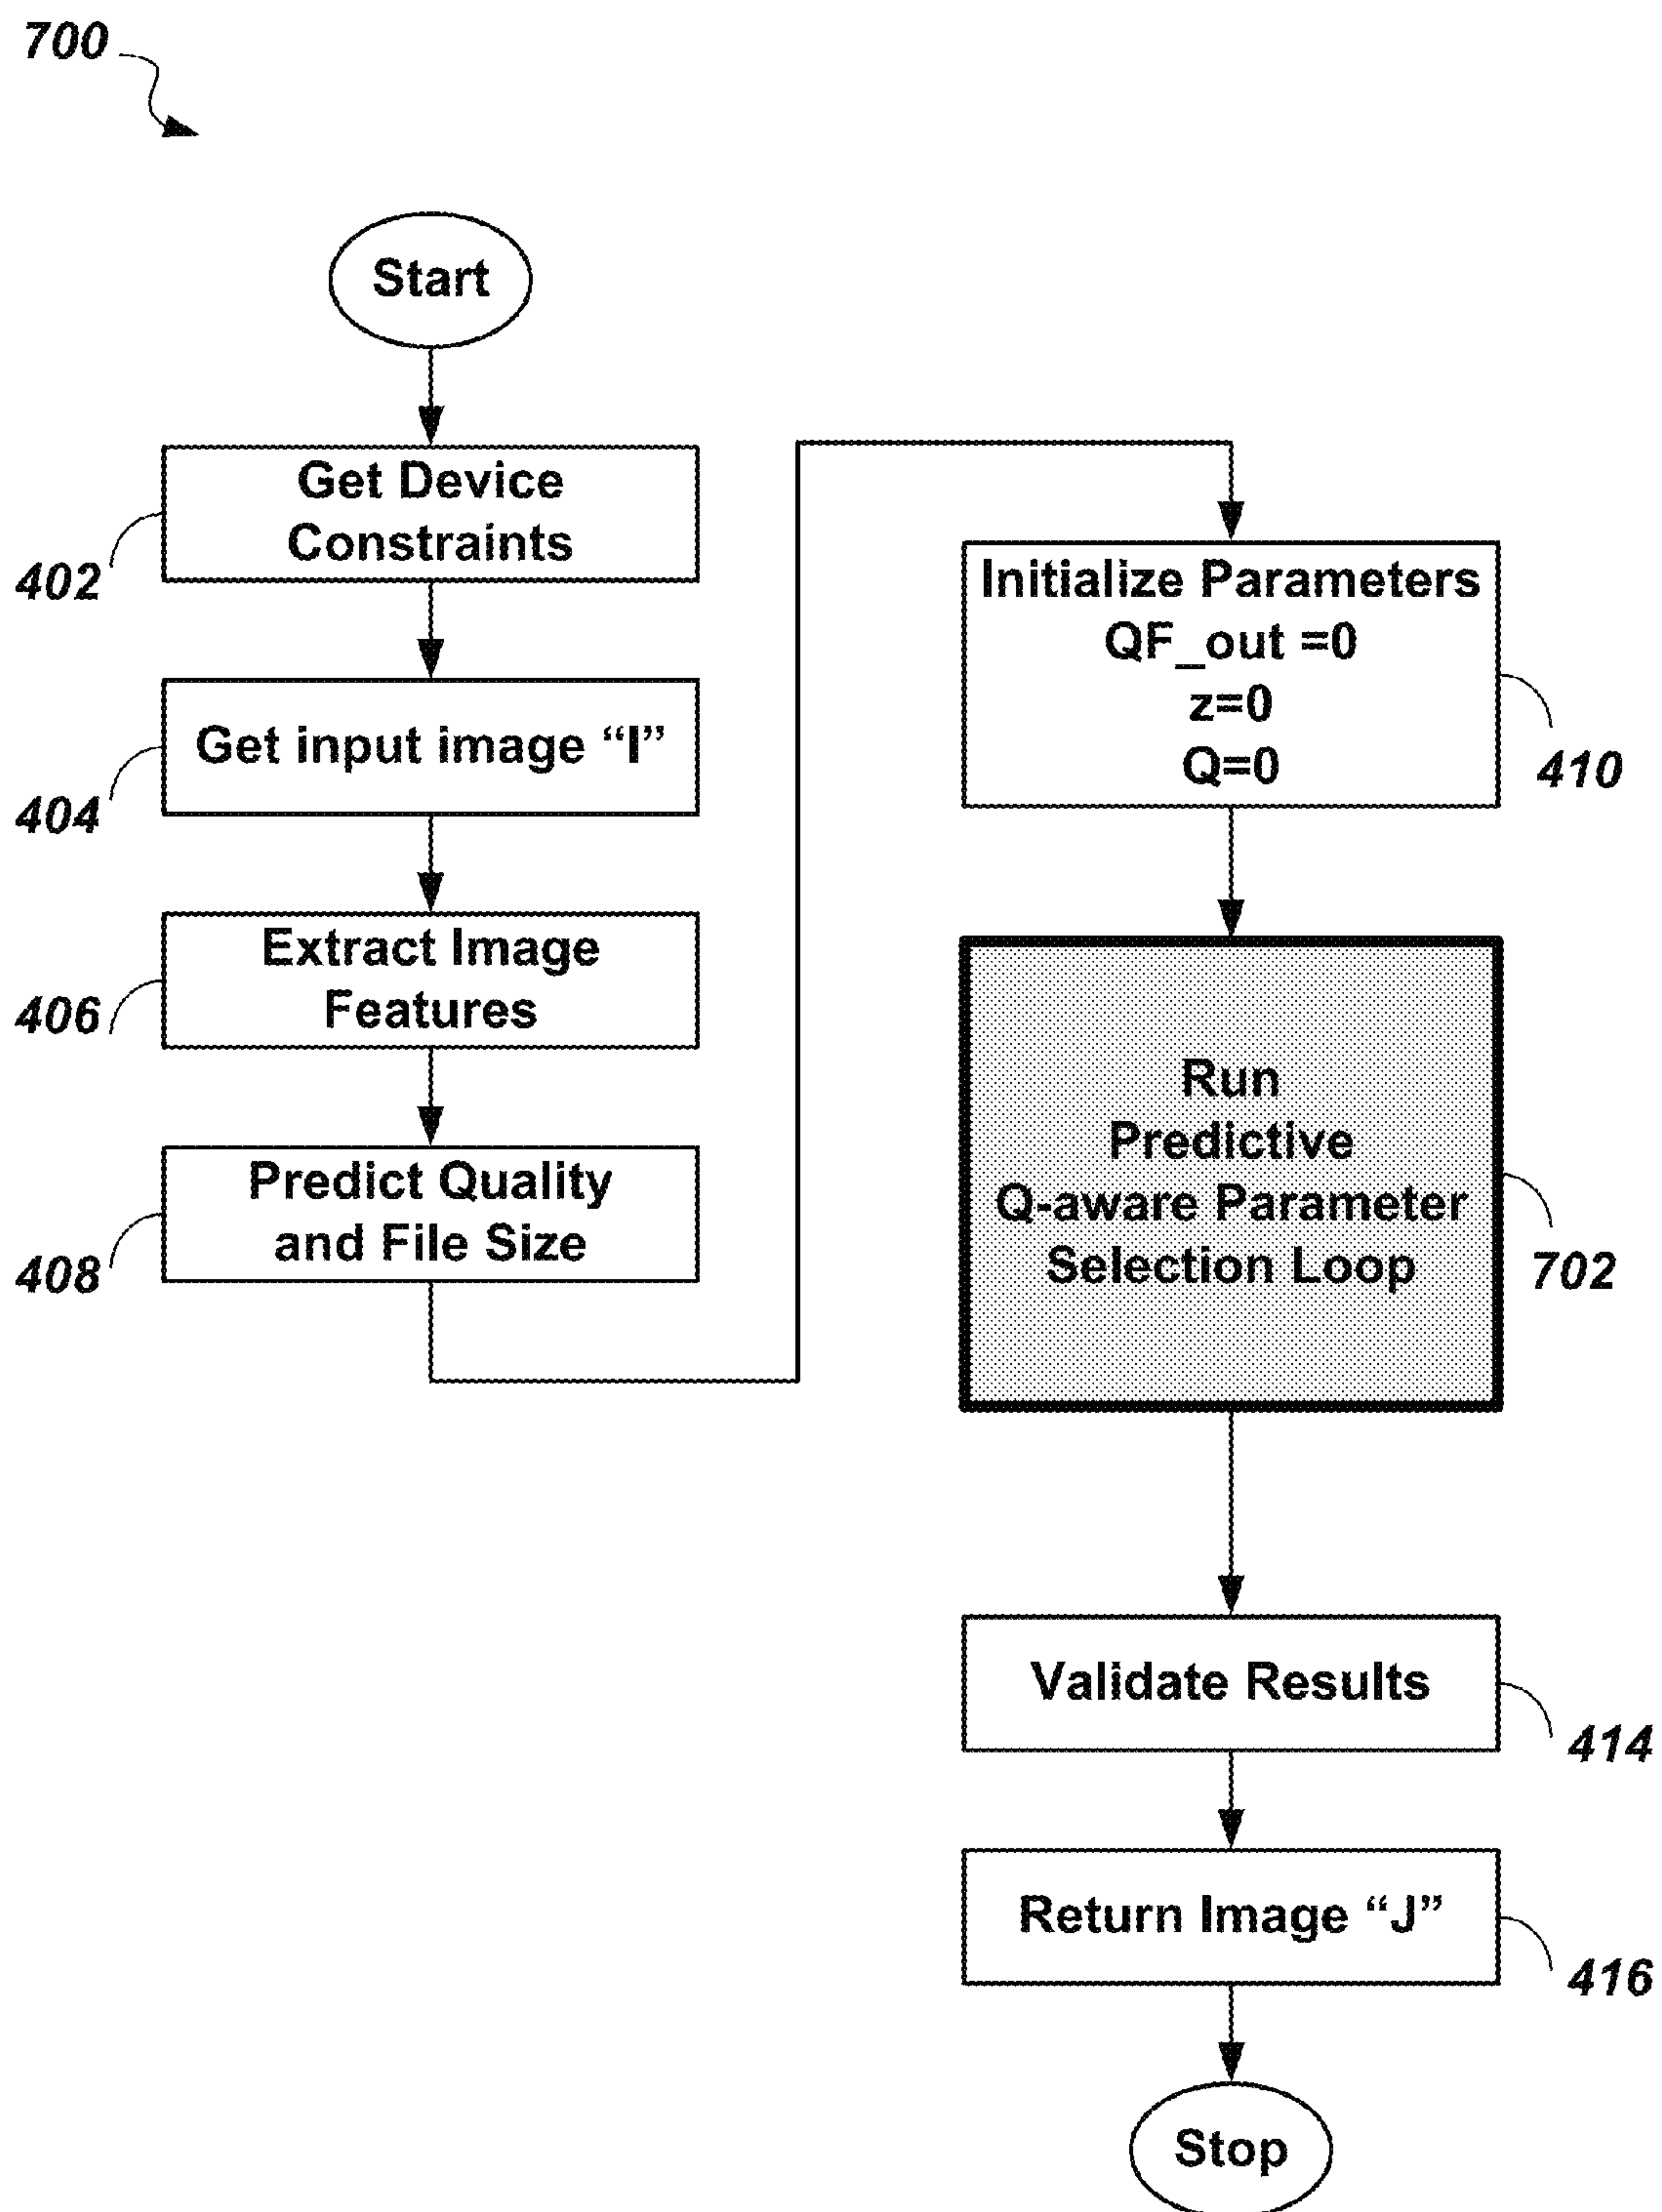 700
Start
Get Device
Constraints
402
Get input image “I”
404
Extract Image
Features
406
Predict Quality
and File Size
408
Initialize Parameters
QF_out =0
z=0
Q=0
410
Run
Predictive
Q-aware Parameter
Selection Loop
702
Validate Results
414
Return Image “J”
416
Stop